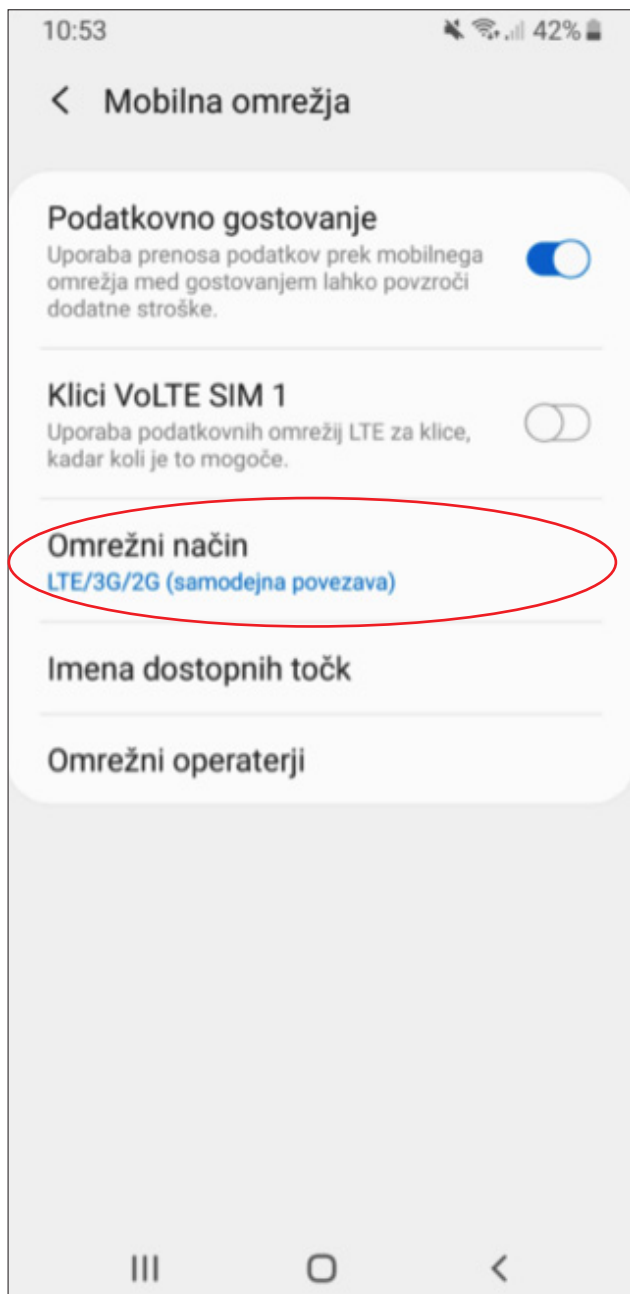 10:53
42%
Mobilna omrežja
Podatkovno gostovanje
Uporaba prenosa podatkov prek mobilnega
omrežja med gostovanjem lahko povzroči
dodatne stroške.
Klici VoLTE SIM 1
Uporaba podatkovnih omrežij LTE za klice,
kadar koli je to mogoče.
Omrežni način
LTE/3G/2G (samodejna povezava)
Imena dostopnih točk
Omrežni operaterji